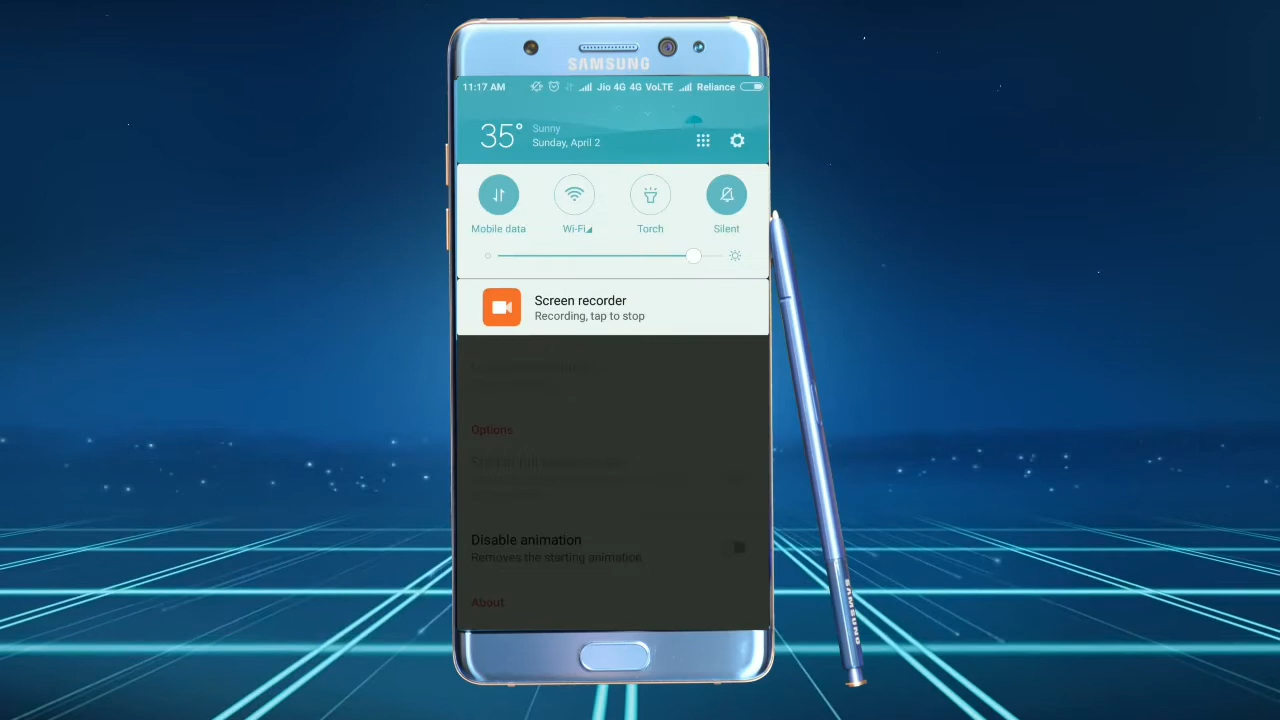 SAMSUNG
11:17 AM Jio 4G 4G VoLTE Reliance
35° Sunny
Sunday, April 2
Mobile data Wi-Fi Torch Silent
Screen recorder
Recording, tap to stop
Options
Disable animation
Removes the starting animation
About
SAMSUNG